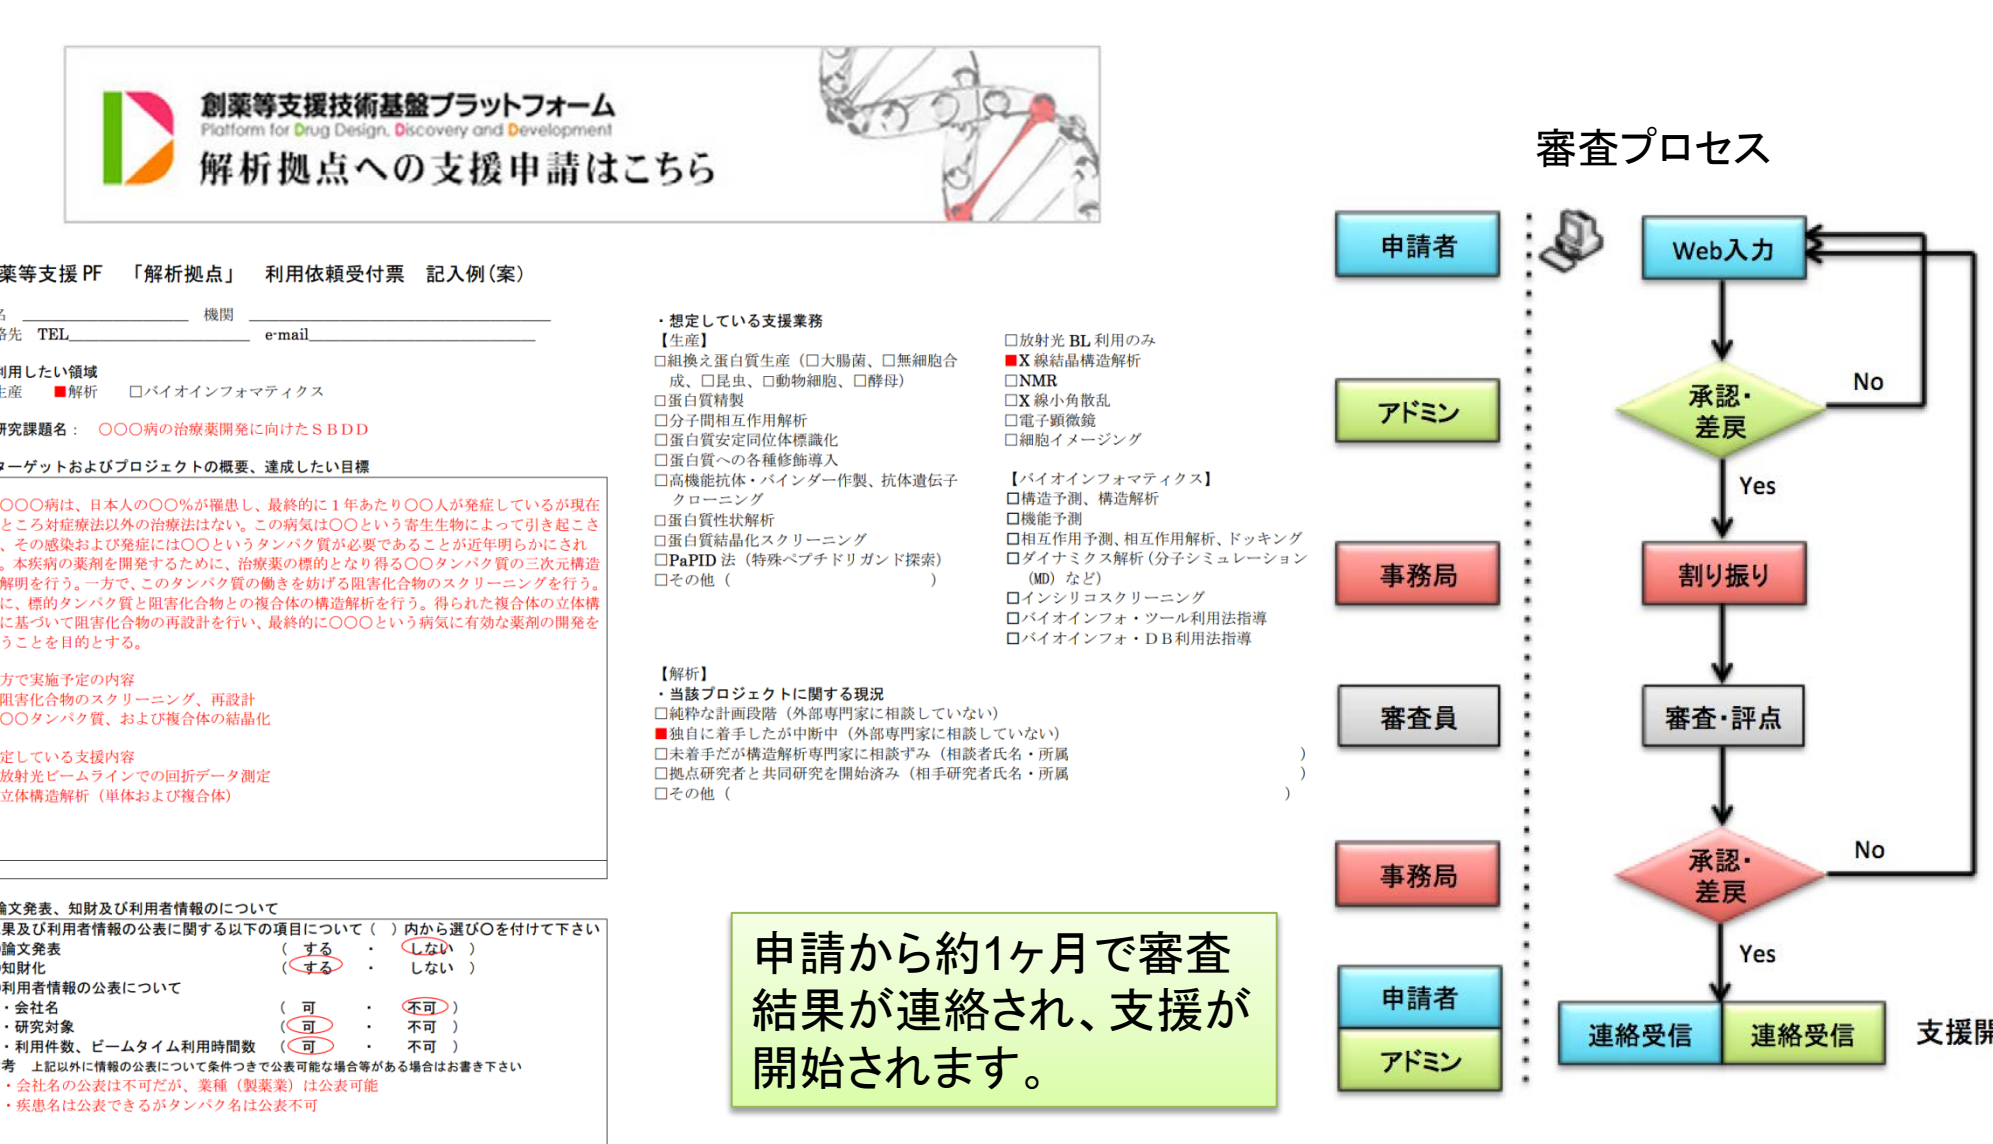 創薬等支援技術基盤プラットフォーム
Platform for Drug Design, Discovery and Development
解析拠点への支援申請はこちら
薬等支援PF 「解析拠点」 利用依頼受付票 記入例(案)
名 ＿＿＿ 機関 ＿＿＿
絡先 TEL＿＿＿ e-mail＿＿＿
利用したい領域
生産 ■解析 □バイオインフォマティクス
研究課題名： 〇〇〇病の治療薬開発に向けたＳＢＤＤ
ターゲットおよびプロジェクトの概要、達成したい目標
〇〇〇病は、日本人の〇〇%が罹患し、最終的に１年あたり〇〇人が発症しているが現在
ところ対症療法以外の治療法はない。この病気は〇〇という寄生生物によって引き起こさ
、その感染および発症には〇〇というタンパク質が必要であることが近年明らかにされ
。本疾病の薬剤を開発するために、治療薬の標的となり得る〇〇タンパク質の三次元構造
解明を行う。一方で、このタンパク質の働きを妨げる阻害化合物のスクリーニングを行う。
に、標的タンパク質と阻害化合物との複合体の構造解析を行う。得られた複合体の立体構
に基づいて阻害化合物の再設計を行い、最終的に〇〇〇という病気に有効な薬剤の開発を
うことを目的とする。
方で実施予定の内容
阻害化合物のスクリーニング、再設計
〇〇タンパク質、および複合体の結晶化
定している支援内容
放射光ビームラインでの回折データ測定
立体構造解析（単体および複合体）
論文発表、知財及び利用者情報のについて
果及び利用者情報の公表に関する以下の項目について（ ）内から選び〇を付けて下さい
論文発表 （ する ・ しない ）
知財化 （ する ・ しない ）
利用者情報の公表について
・会社名 （ 可 ・ 不可 ）
・研究対象 （ 可 ・ 不可 ）
・利用件数、ビームタイム利用時間数 （ 可 ・ 不可 ）
考 上記以外に情報の公表について条件つきで公表可能な場合等がある場合はお書き下さい
・会社名の公表は不可だが、業種（製薬業）は公表可能
・疾患名は公表できるがタンパク名は公表不可
・想定している支援業務
【生産】
□組換え蛋白質生産（□大腸菌、□無細胞合
成、□昆虫、□動物細胞、□酵母）
□蛋白質精製
□分子間相互作用解析
□蛋白質安定同位体標識化
□蛋白質への各種修飾導入
□高機能抗体・バインダー作製、抗体遺伝子
クローニング
□蛋白質性状解析
□蛋白質結晶化スクリーニング
□PaPID 法（特殊ペプチドリガンド探索）
□その他（ ）
□放射光 BL 利用のみ
■X 線結晶構造解析
□NMR
□X 線小角散乱
□電子顕微鏡
□細胞イメージング
【バイオインフォマティクス】
□構造予測、構造解析
□機能予測
□相互作用予測、相互作用解析、ドッキング
□ダイナミクス解析（分子シミュレーション
（MD）など）
□インシリコスクリーニング
□バイオインフォ・ツール利用法指導
□バイオインフォ・ＤＢ利用法指導
【解析】
・当該プロジェクトに関する現況
□純粋な計画段階（外部専門家に相談していない）
■独自に着手したが中断中（外部専門家に相談していない）
□未着手だが構造解析専門家に相談ずみ（相談者氏名・所属 ）
□拠点研究者と共同研究を開始済み（相手研究者氏名・所属 ）
□その他（ ）
申請から約1ヶ月で審査
結果が連絡され、支援が
開始されます。
審査プロセス
申請者
Web入力
アドミン
承認・
差戻
No
Yes
事務局
割り振り
審査員
審査・評点
事務局
承認・
差戻
No
Yes
申請者
アドミン
連絡受信
連絡受信
支援開